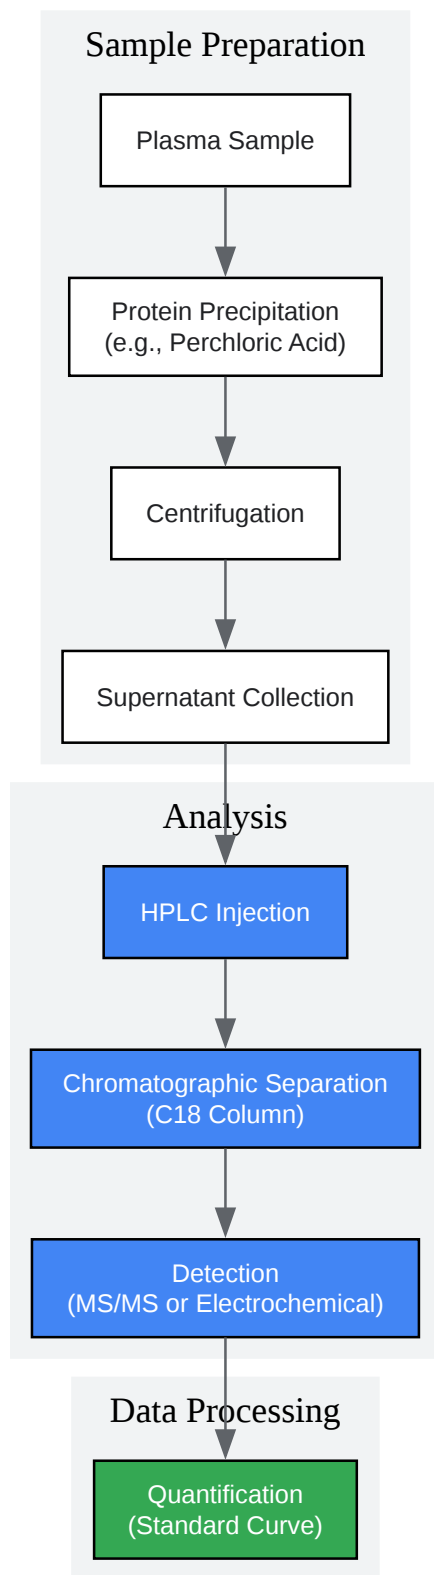 Sample Preparation
Plasma Sample
Protein Precipitation
(e.g., Perchloric Acid)
Centrifugation
Supernatant Collection
Analysis
HPLC Injection
Chromatographic Separation
(C18 Column)
Detection
(MS/MS or Electrochemical)
Data Processing
Quantification
(Standard Curve)